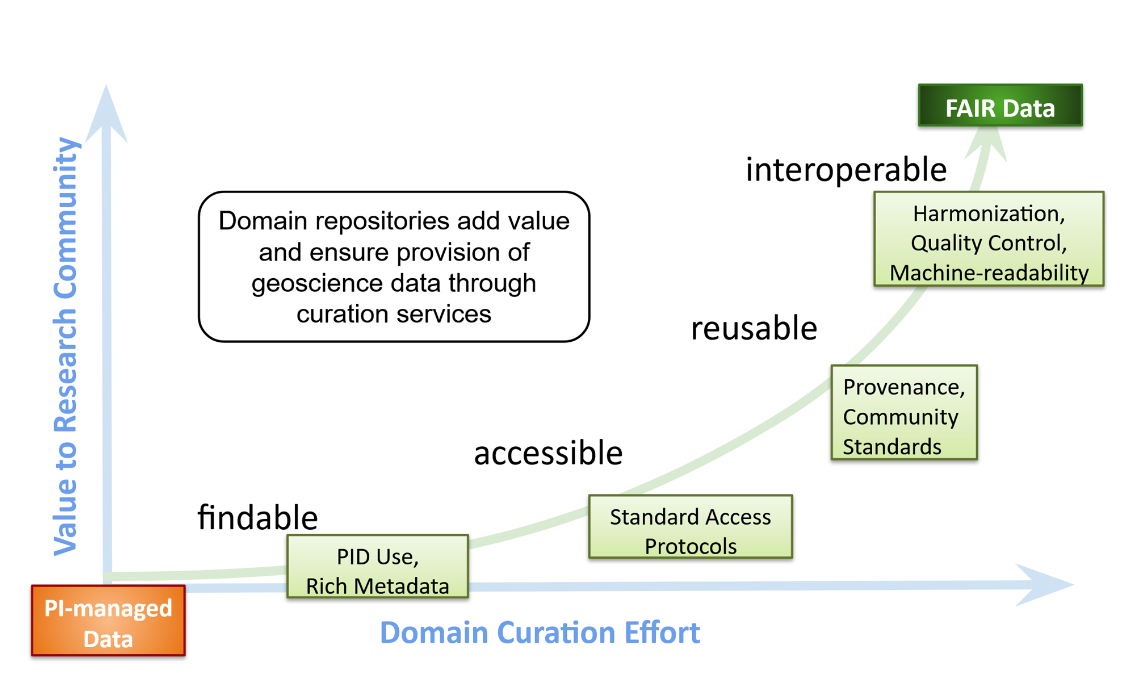 FAIR Data
interoperable
Harmonization,
Quality Control,
Machine-readability
Domain repositories add value
and ensure provision of
geoscience data through
curation services
Value to Research Community
reusable
Provenance,
Community
Standards
accessible
Standard Access
Protocols
findable
PID Use,
Rich Metadata
PI-managed
Data
Domain Curation Effort